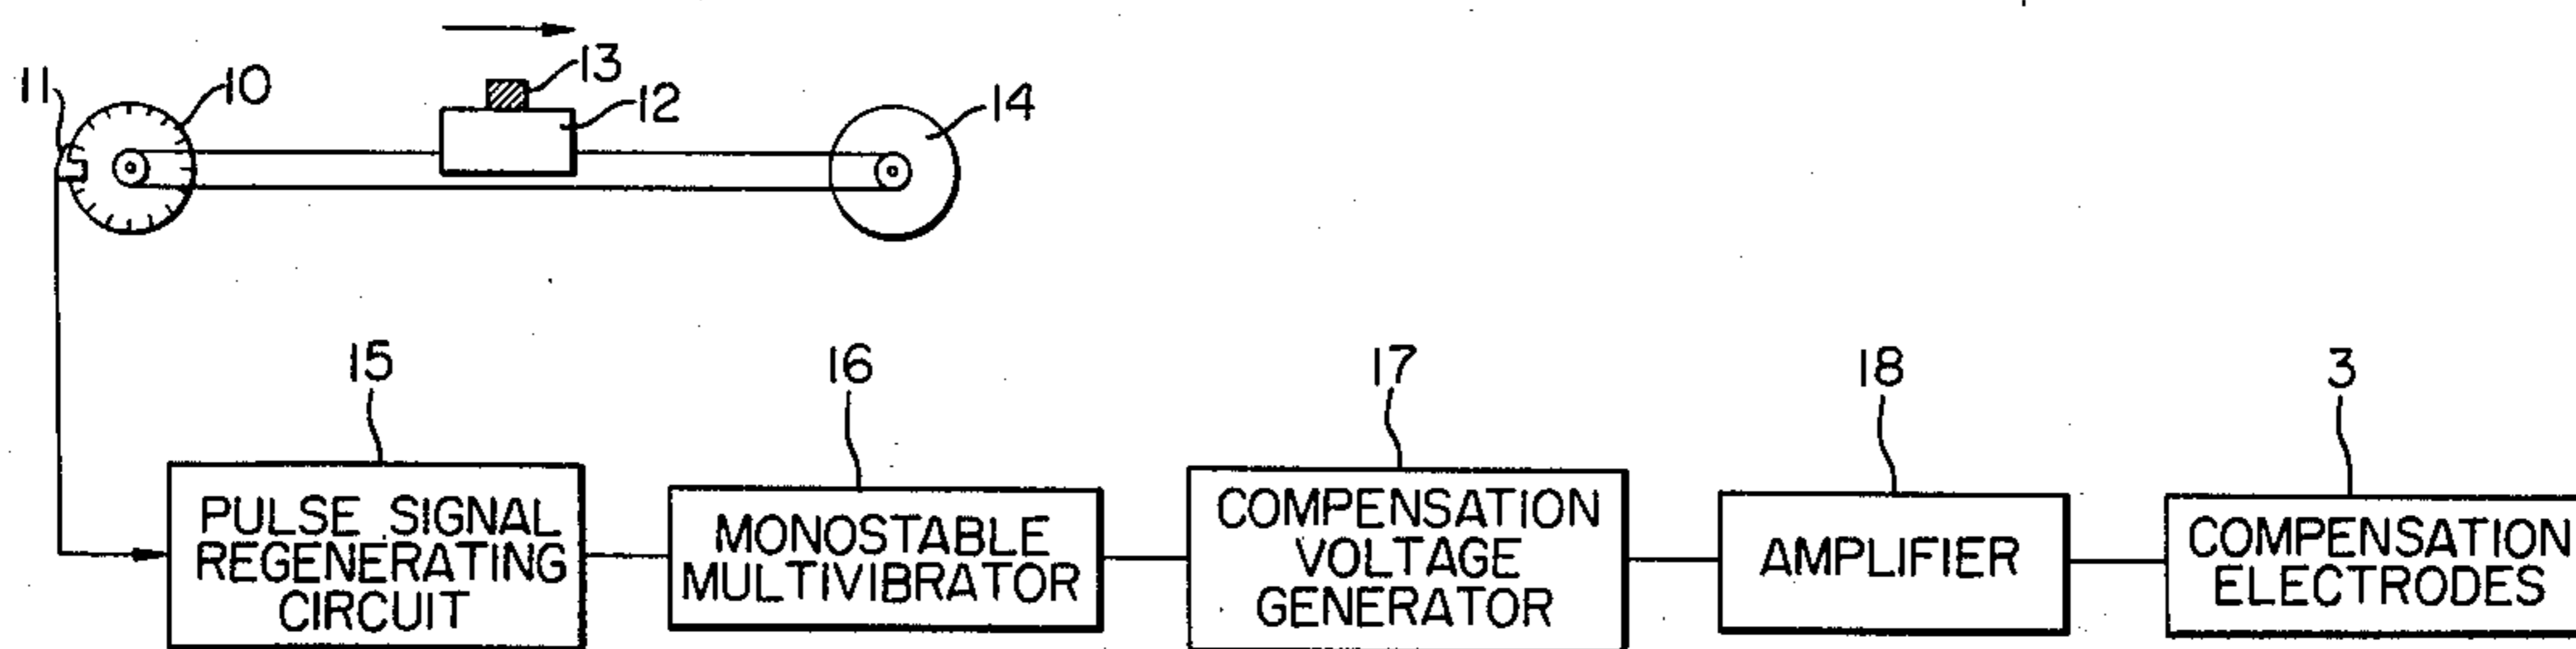 13
11
10
12
14
15
16
17
18
3
PULSE SIGNAL
REGENERATING
CIRCUIT
MONOSTABLE
MULTIVIBRATOR
COMPENSATION
VOLTAGE
GENERATOR
AMPLIFIER
COMPENSATION
ELECTRODES